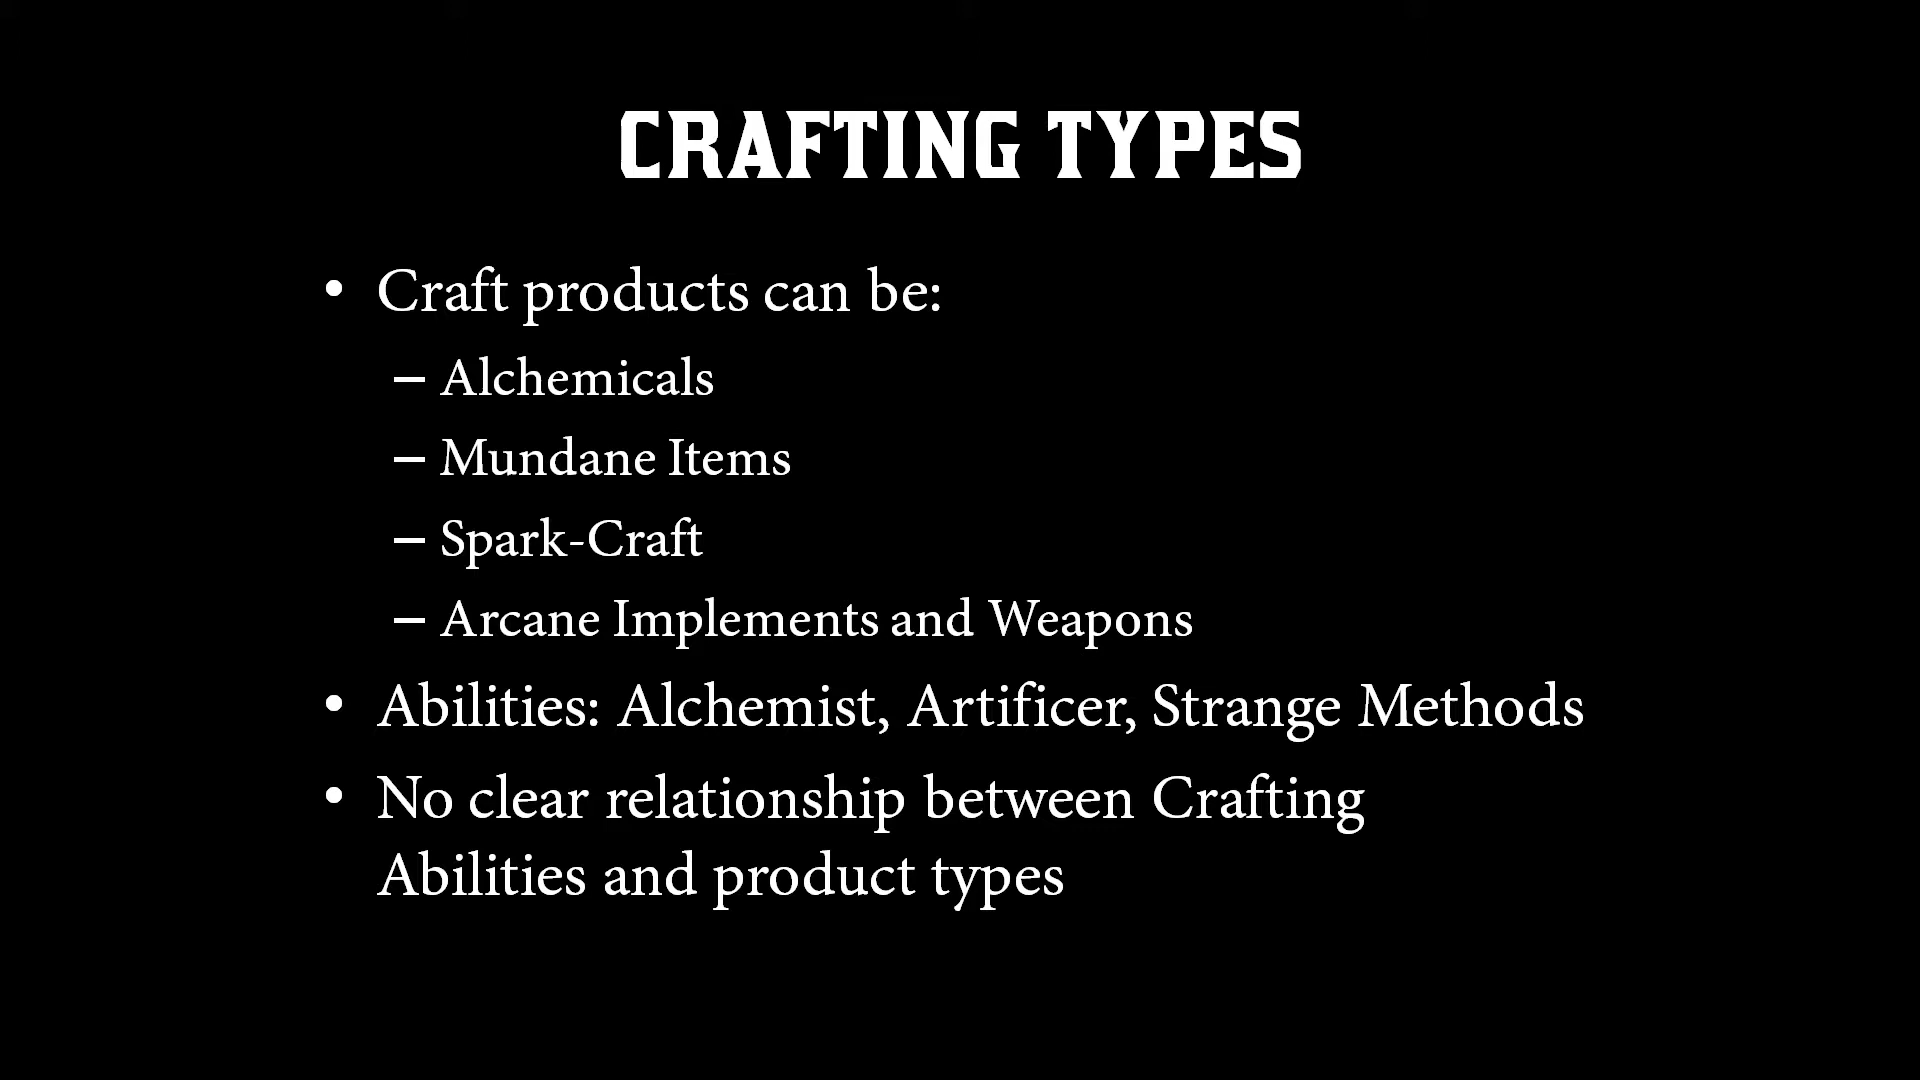 CRAFTING TYPES
• Craft products can be:
– Alchemicals
– Mundane Items
– Spark-Craft
– Arcane Implements and Weapons
• Abilities: Alchemist, Artificer, Strange Methods
• No clear relationship between Crafting
Abilities and product types